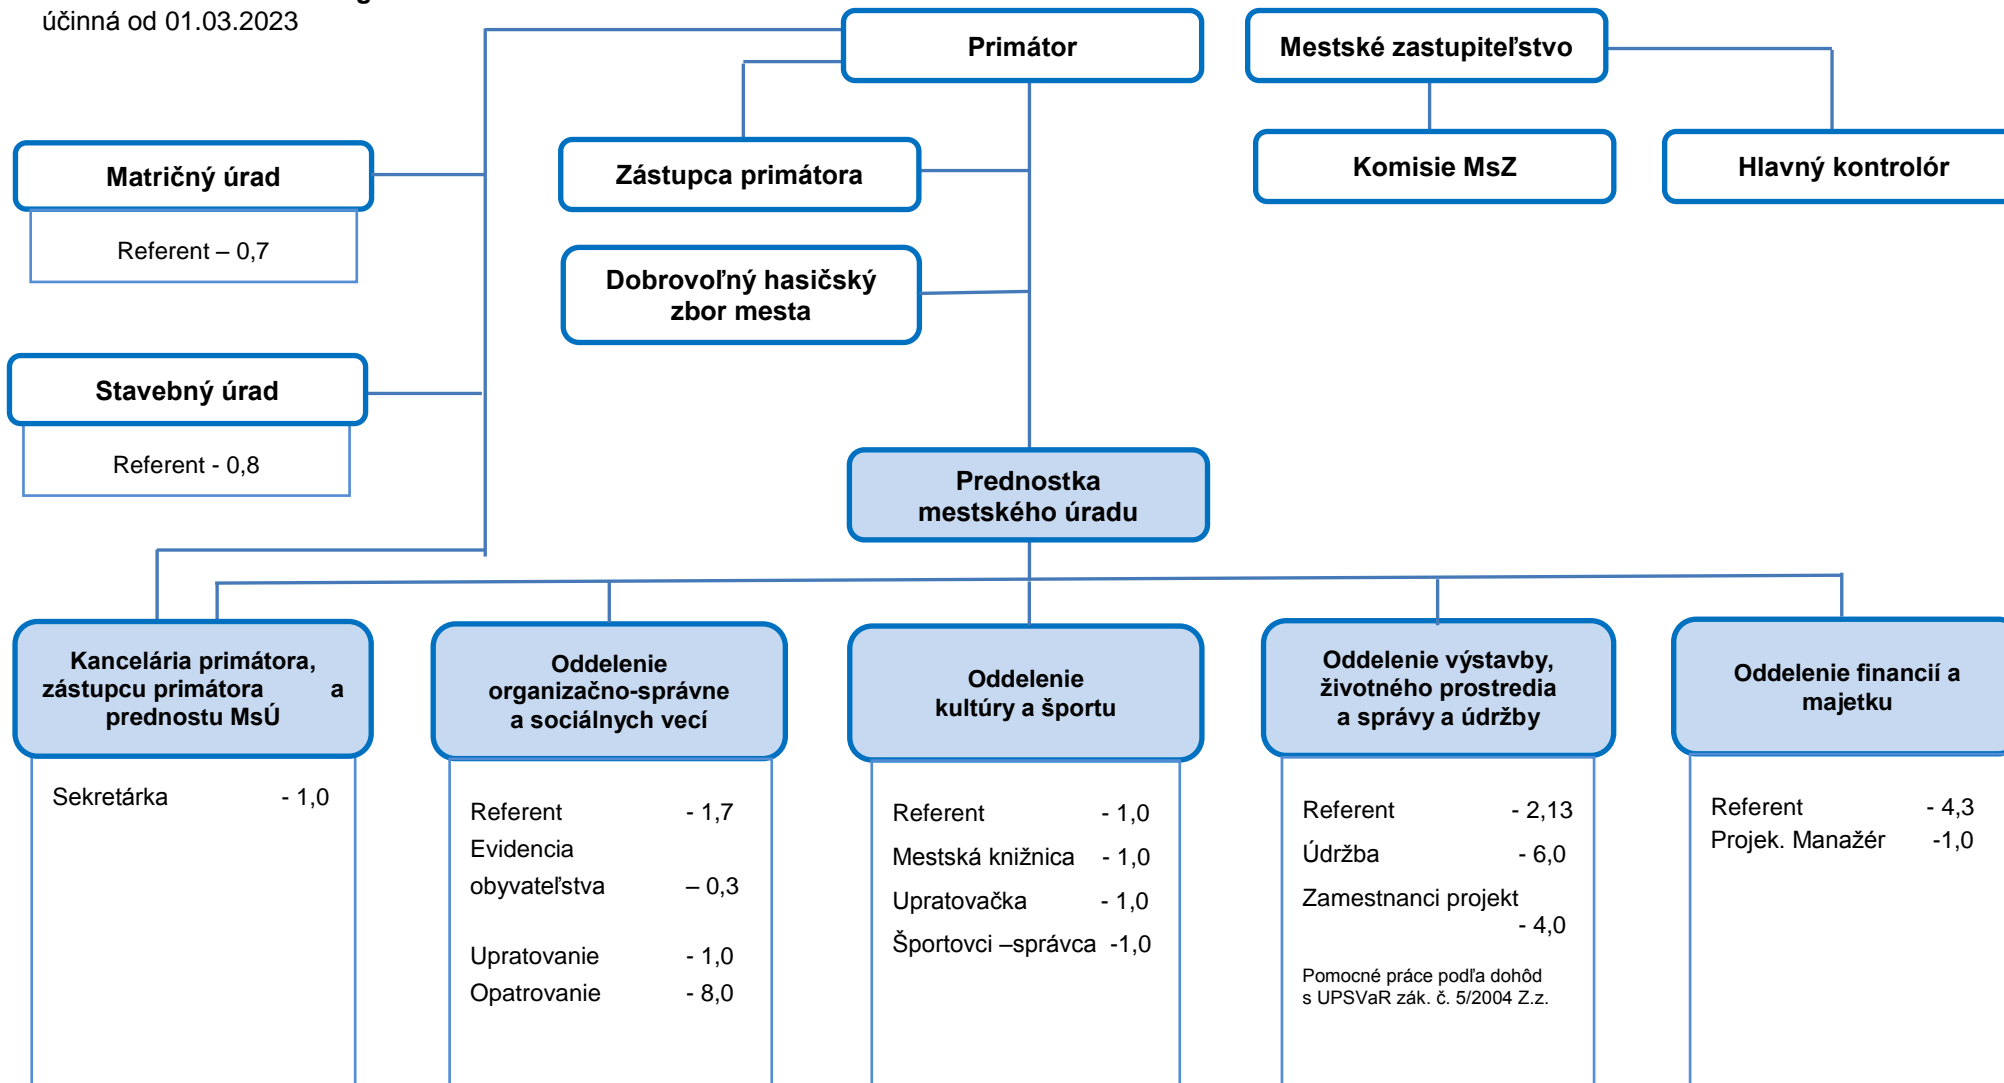 účinná od 01.03.2023
Primátor
Mestské zastupiteľstvo
Matričný úrad
Referent – 0,7
Zástupca primátora
Komisie MsZ
Hlavný kontrolór
Dobrovoľný hasičský
zbor mesta
Stavebný úrad
Referent - 0,8
Prednostka
mestského úradu
Kancelária primátora,
zástupcu primátora a
prednostu MsÚ
Sekretárka - 1,0
Oddelenie
organizačno-správne
a sociálnych vecí
Referent - 1,7
Evidencia
obyvateľstva – 0,3
Upratovanie - 1,0
Opatrovanie - 8,0
Oddelenie
kultúry a športu
Referent - 1,0
Mestská knižnica - 1,0
Upratovačka - 1,0
Športovci –správca -1,0
Oddelenie výstavby,
životného prostredia
a správy a údržby
Referent - 2,13
Údržba - 6,0
Zamestnanci projekt
- 4,0
Pomocné práce podľa dohôd
s UPSVaR zák. č. 5/2004 Z.z.
Oddelenie financií a
majetku
Referent - 4,3
Projek. Manažér -1,0